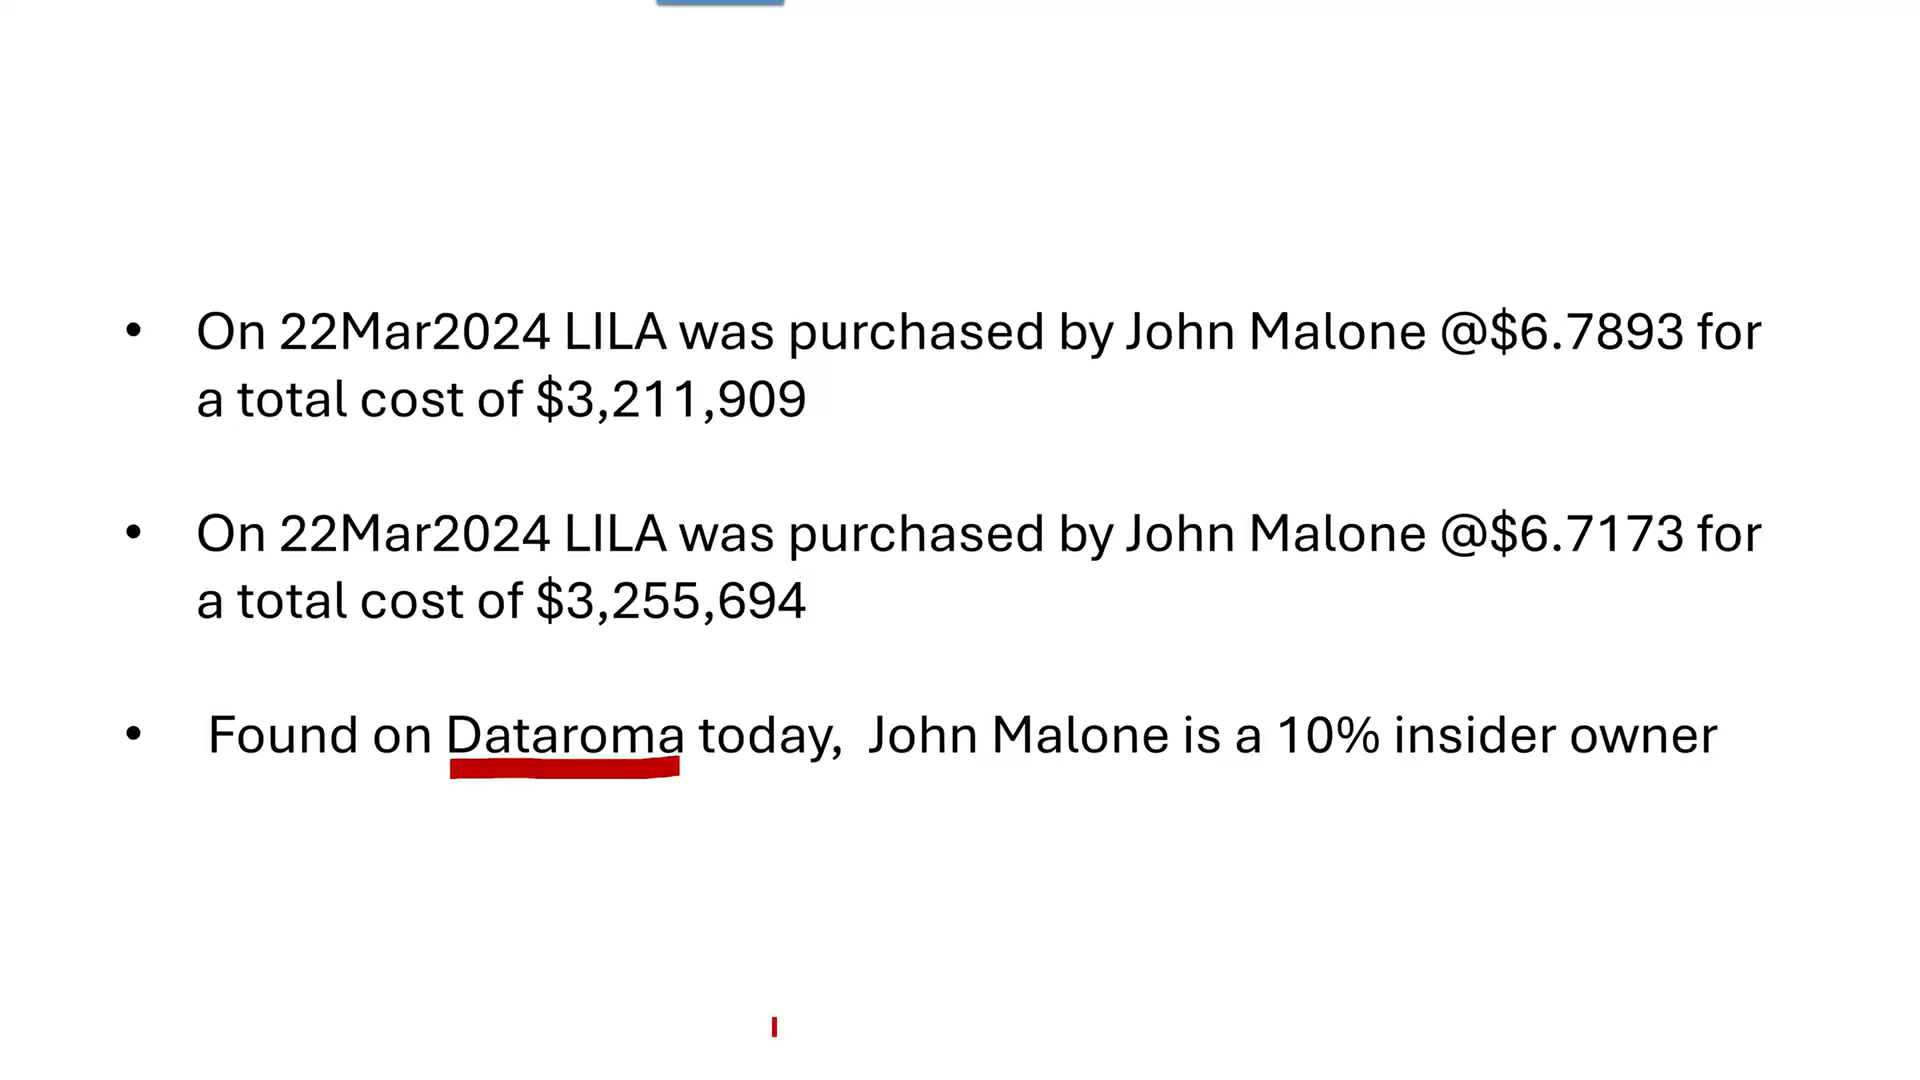 • On 22Mar2024 LILA was purchased by John Malone @$6.7893 for
a total cost of $3,211,909
• On 22Mar2024 LILA was purchased by John Malone @$6.7173 for
a total cost of $3,255,694
• Found on Dataroma today, John Malone is a 10% insider owner